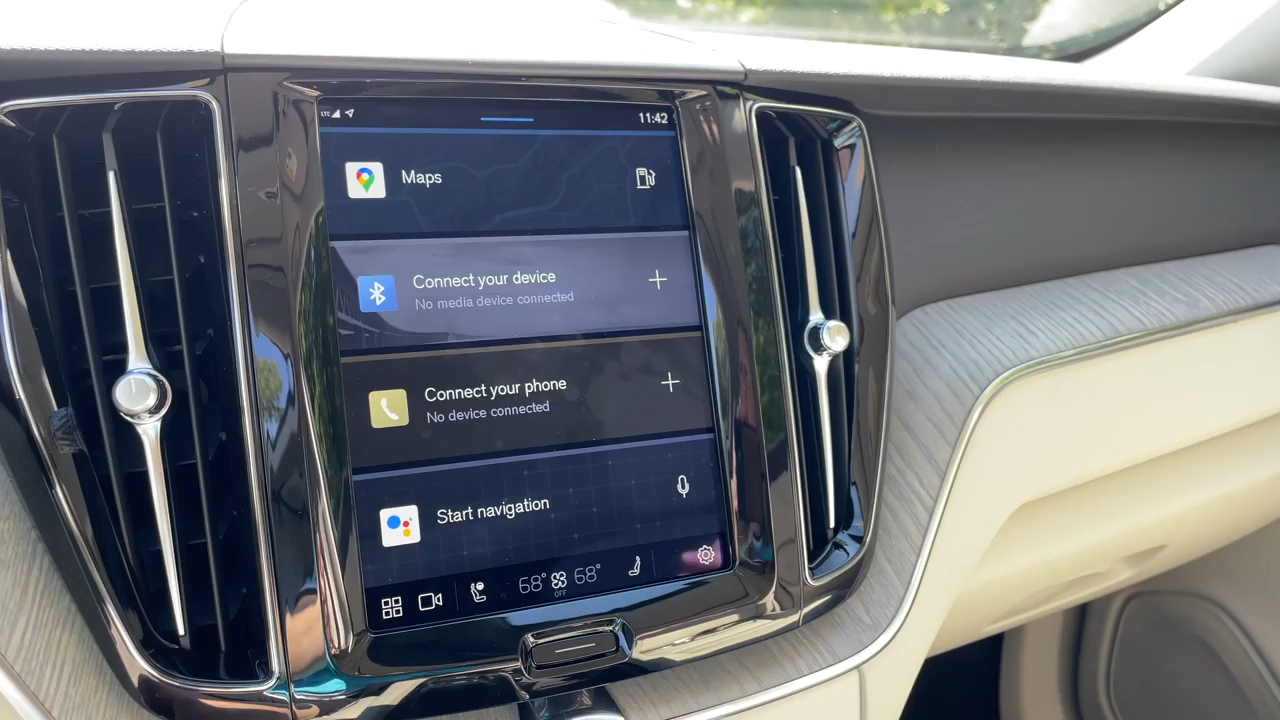 LTE 11:42
Maps
Connect your device
No media device connected
Connect your phone
No device connected
Start navigation
68° 68°
OFF